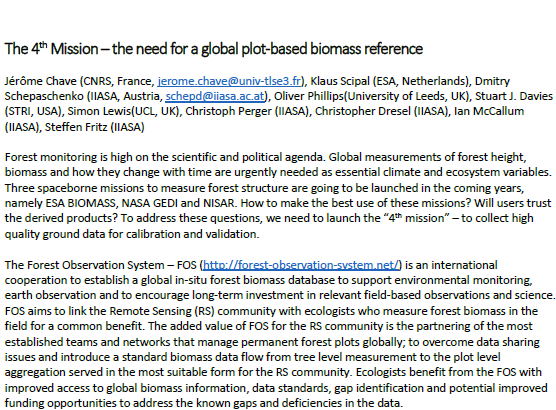 The 4th Mission – the need for a global plot-based biomass reference
Jérôme Chave (CNRS, France, jerome.chave@univ-tlse3.fr), Klaus Scipal (ESA, Netherlands), Dmitry
Schepaschenko (IIASA, Austria, schepd@iiasa.ac.at), Oliver Phillips(University of Leeds, UK), Stuart J. Davies
(STRI, USA), Simon Lewis(UCL, UK), Christoph Perger (IIASA), Christopher Dresel (IIASA), Ian McCallum
(IIASA), Steffen Fritz (IIASA)
Forest monitoring is high on the scientific and political agenda. Global measurements of forest height,
biomass and how they change with time are urgently needed as essential climate and ecosystem variables.
Three spaceborne missions to measure forest structure are going to be launched in the coming years,
namely ESA BIOMASS, NASA GEDI and NISAR. How to make the best use of these missions? Will users trust
the derived products? To address these questions, we need to launch the “4th mission” – to collect high
quality ground data for calibration and validation.
The Forest Observation System – FOS (http://forest-observation-system.net/) is an international
cooperation to establish a global in-situ forest biomass database to support environmental monitoring,
earth observation and to encourage long-term investment in relevant field-based observations and science.
FOS aims to link the Remote Sensing (RS) community with ecologists who measure forest biomass in the
field for a common benefit. The added value of FOS for the RS community is the partnering of the most
established teams and networks that manage permanent forest plots globally; to overcome data sharing
issues and introduce a standard biomass data flow from tree level measurement to the plot level
aggregation served in the most suitable form for the RS community. Ecologists benefit from the FOS with
improved access to global biomass information, data standards, gap identification and potential improved
funding opportunities to address the known gaps and deficiencies in the data.